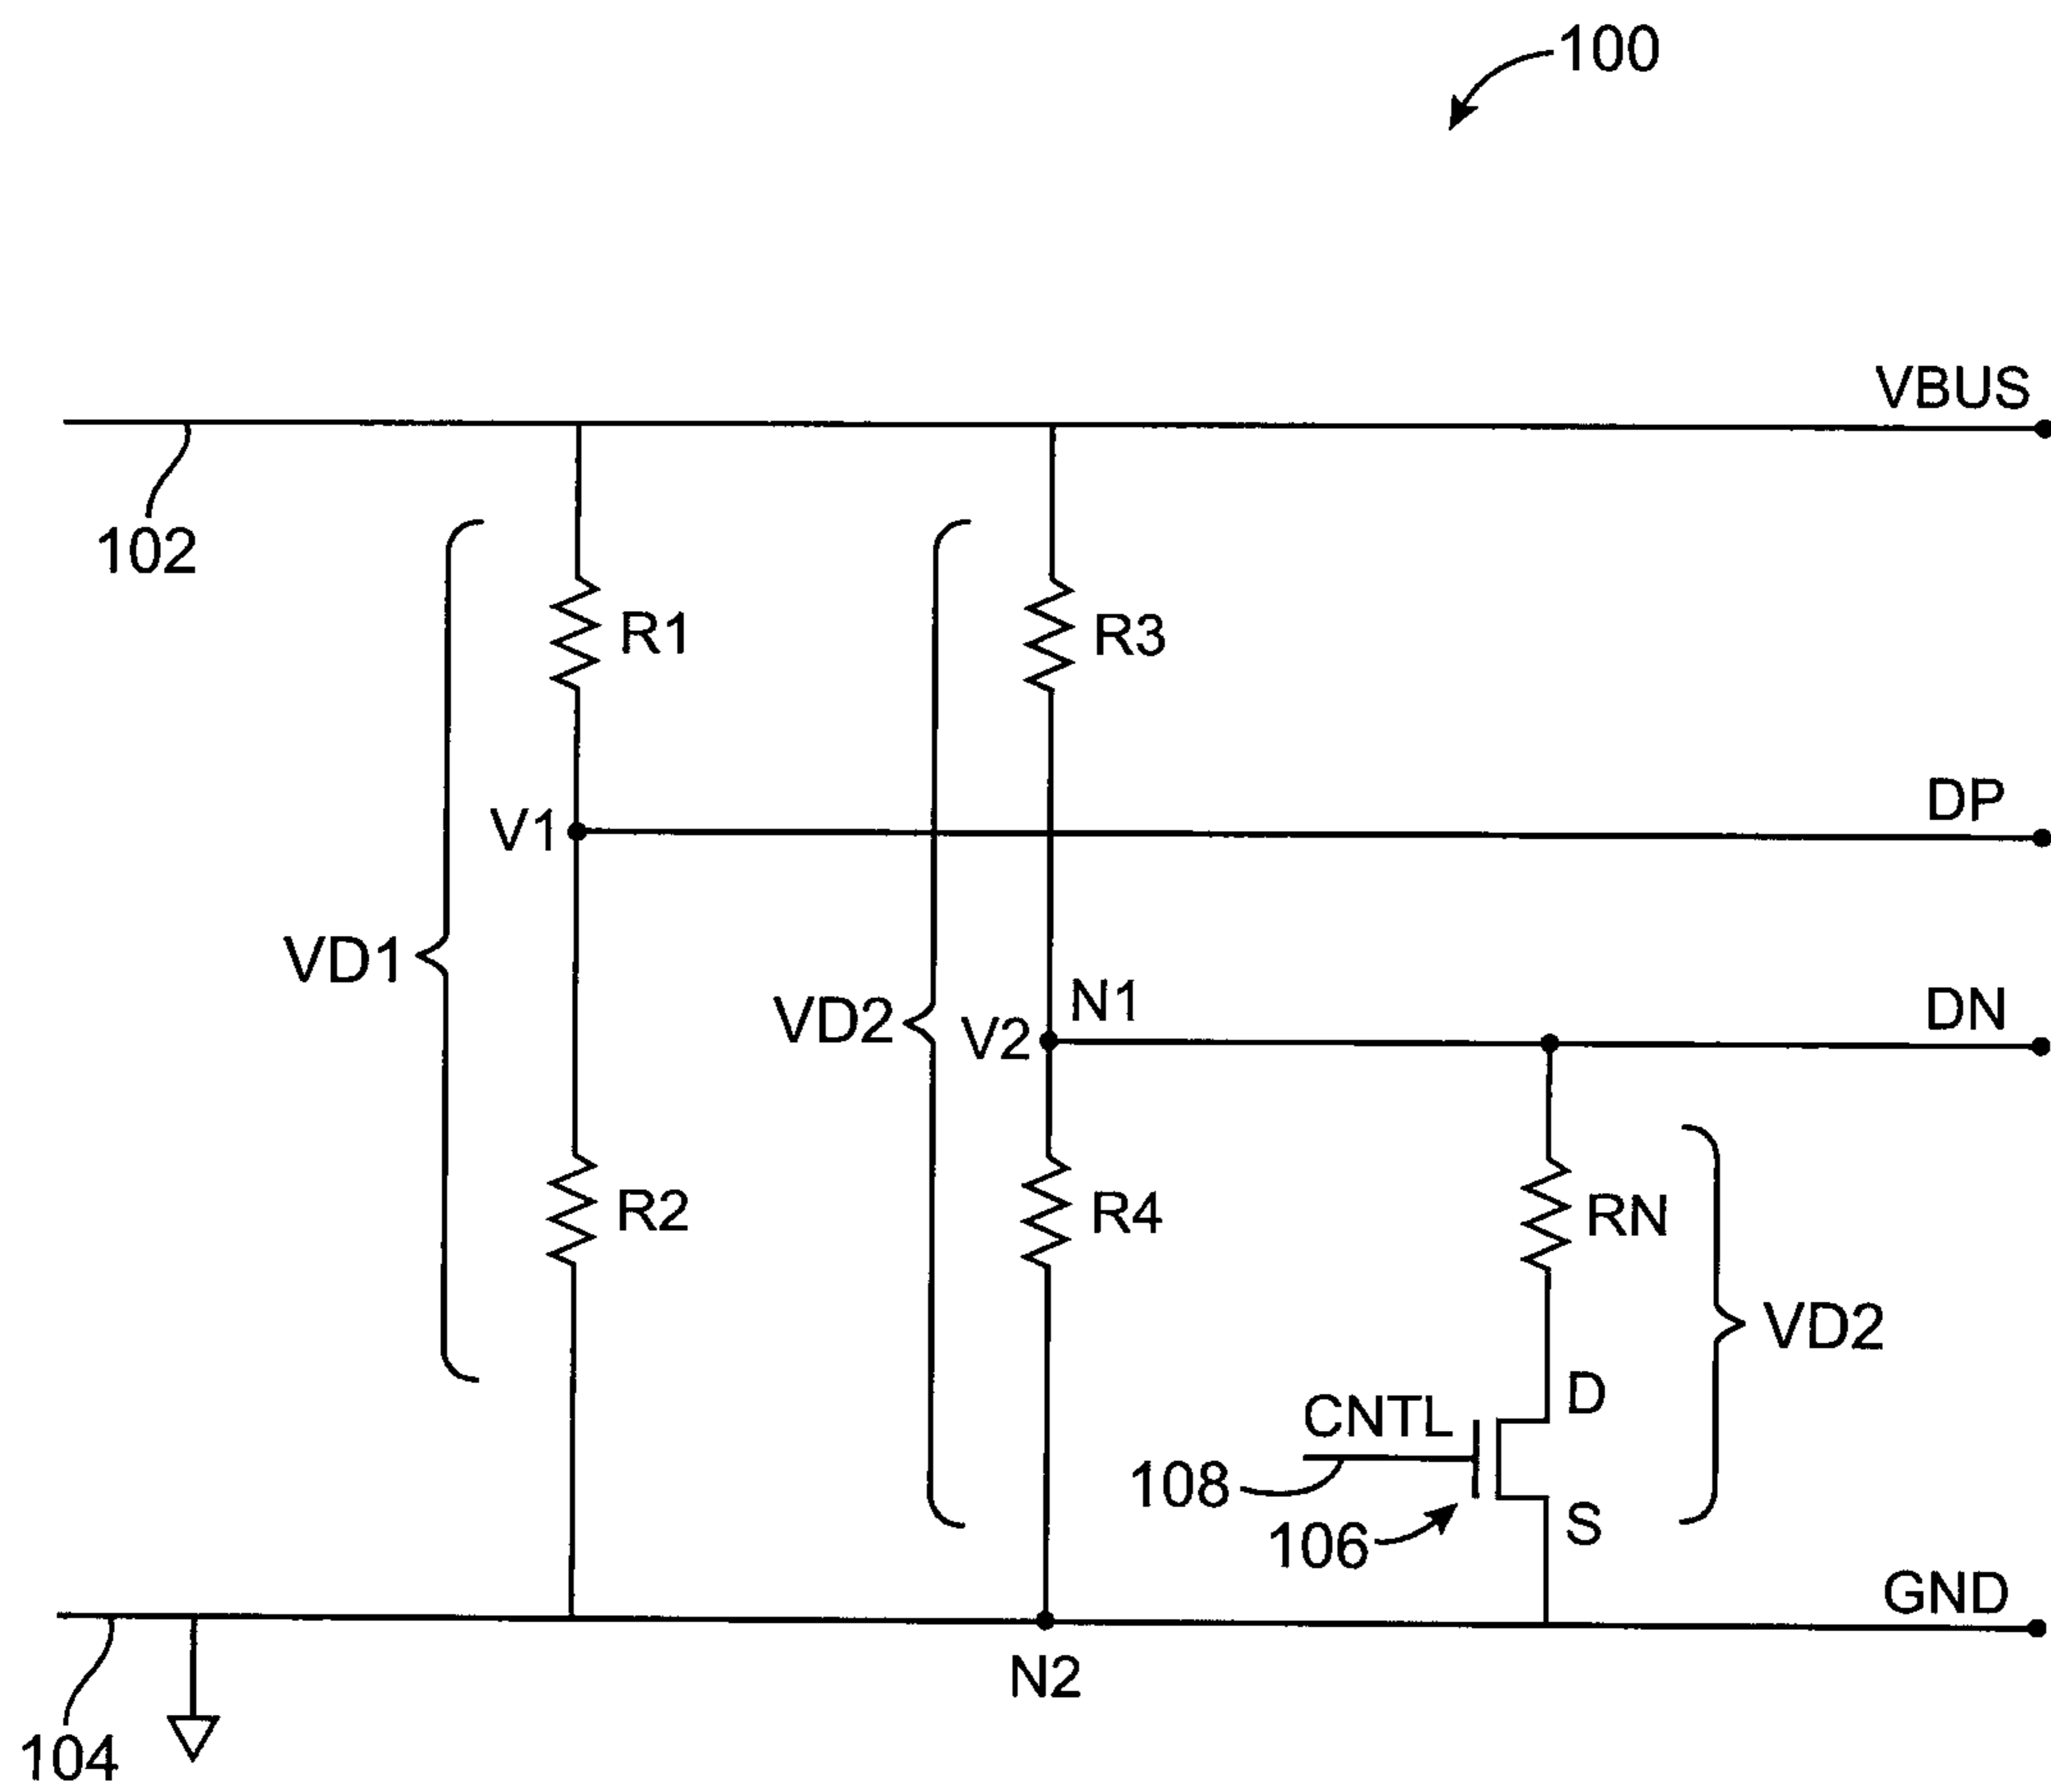 100
VBUS
102
R1
R3
DP
V1
VD1
N1
DN
VD2
V2
R2
R4
RN
VD2
D
CNTL
108
S
106
GND
N2
104